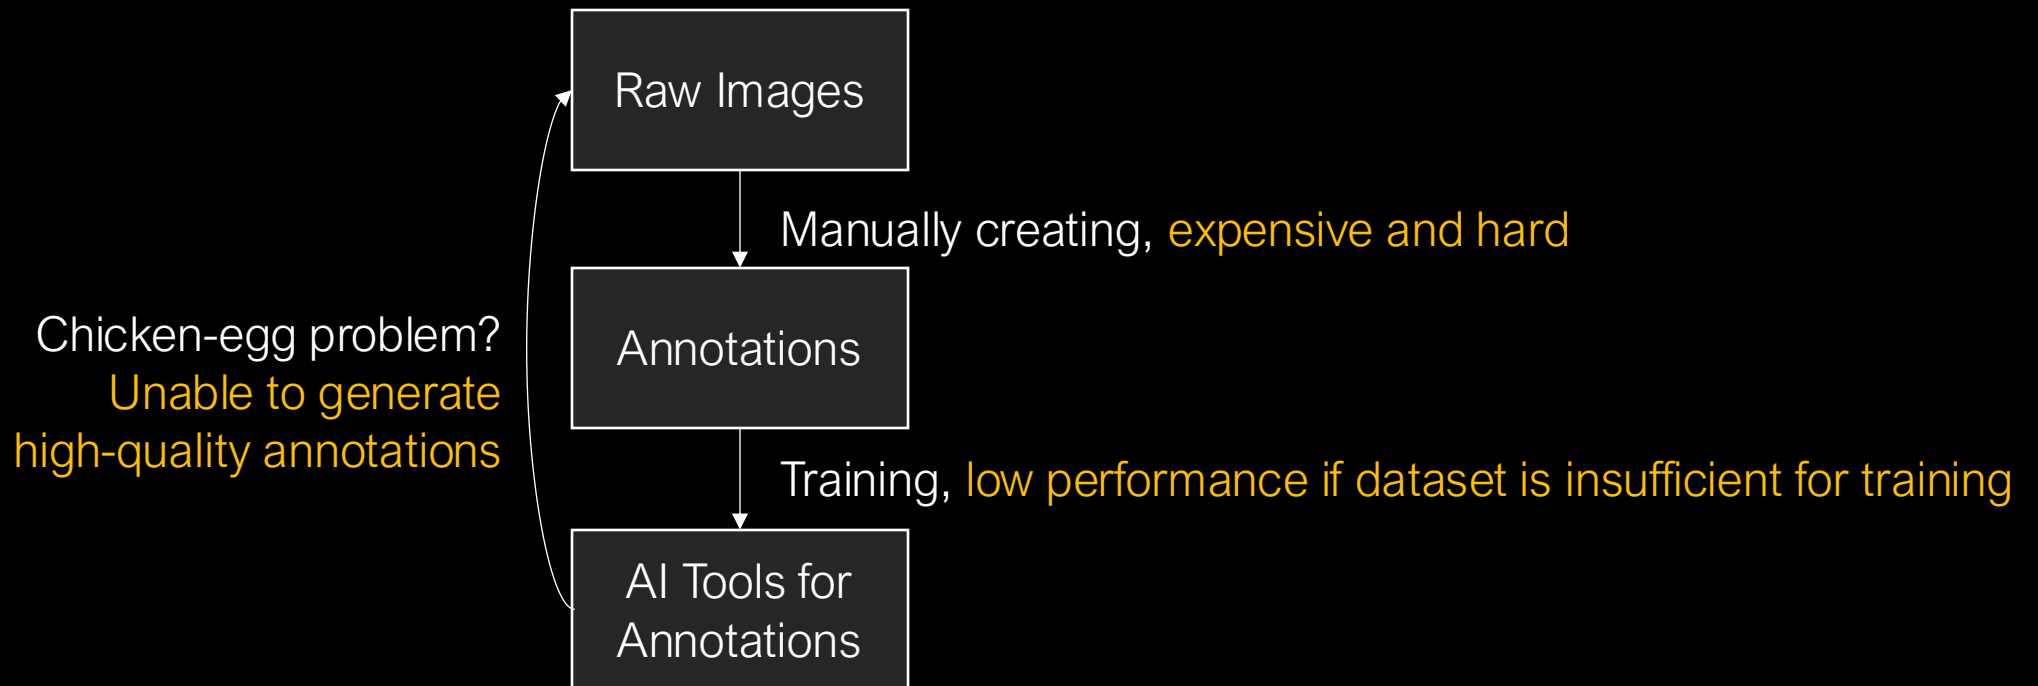 Raw Images
Manually creating, expensive and hard
Chicken-egg problem?
Unable to generate
high-quality annotations
Annotations
Training, low performance if dataset is insufficient for training
AI Tools for
Annotations